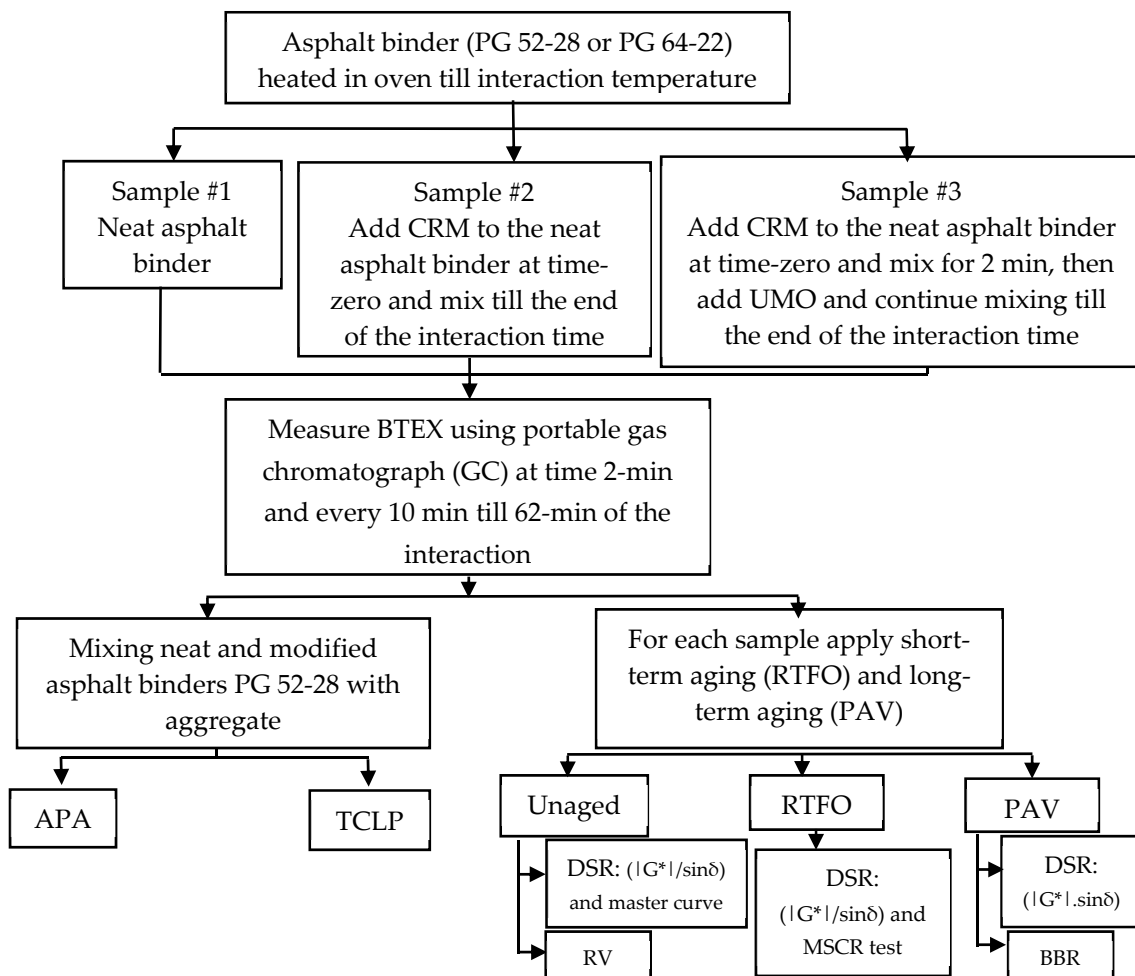 Asphalt binder (PG 52-28 or PG 64-22)
heated in oven till interaction temperature
Sample #1
Neat asphalt
binder
Sample #2
Add CRM to the neat
asphalt binder at time-
zero and mix till the end
of the interaction time
Sample #3
Add CRM to the neat asphalt binder
at time-zero and mix for 2 min, then
add UMO and continue mixing till
the end of the interaction time
Measure BTEX using portable gas
chromatograph (GC) at time 2-min
and every 10 min till 62-min of the
interaction
Mixing neat and modified
asphalt binders PG 52-28 with
aggregate
For each sample apply short-
term aging (RTFO) and long-
term aging (PAV)
APA
TCLP
Unaged
RTFO
PAV
DSR: (|G*|/sinδ)
and master curve
RV
DSR:
(|G*|/sinδ) and
MSCR test
DSR:
(|G*|.sinδ)
BBR